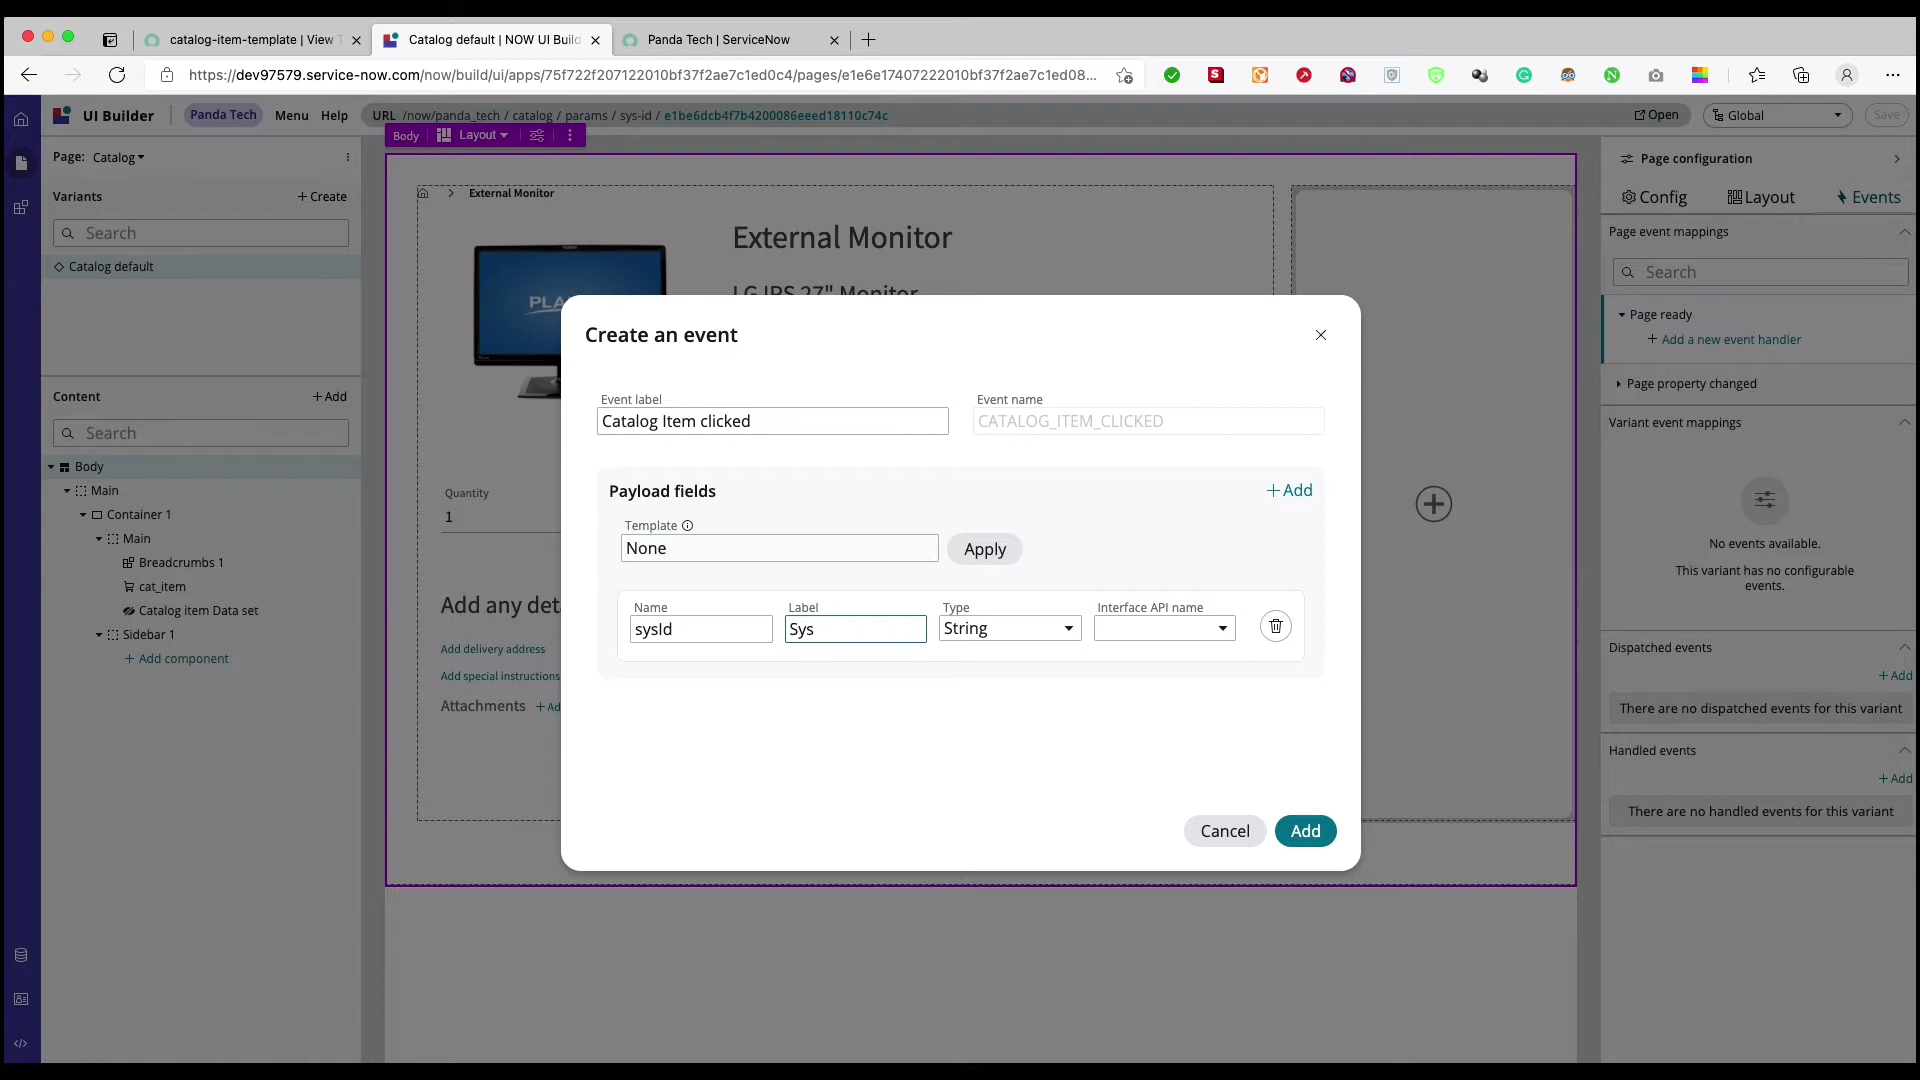 catalog-item-template | View T
Catalog default | NOW UI Build
Panda Tech | ServiceNow
https://dev97579.service-now.com/now/build/ui/apps/75f722f207122010bf37f2ae7c1ed0c4/pages/e1e6e17407222010bf37f2ae7c1ed08...
UI Builder
Panda Tech
Menu
Help
URL /now/panda_tech / catalog / params / sys-id / e1be6dcb4f7b4200086eeed18110c74c
Open
Global
Save
Body
Layout
Page: Catalog
Variants
+ Create
Search
Catalog default
Content
+ Add
Search
Body
Main
Container 1
Main
Breadcrumbs 1
cat_item
Catalog item Data set
Sidebar 1
+ Add component
External Monitor
External Monitor
LG IPS 27" Monitor
PLA
Quantity
1
Add any det
Add delivery address
Add special instructions
Attachments
+ Ad
Create an event
Event label
Catalog Item clicked
Event name
CATALOG_ITEM_CLICKED
Payload fields
+ Add
Template
None
Apply
Name
sysId
Label
Sys
Type
String
Interface API name
Cancel
Add
Page configuration
Config
Layout
Events
Page event mappings
Search
Page ready
+ Add a new event handler
Page property changed
Variant event mappings
No events available.
This variant has no configurable
events.
Dispatched events
+ Add
There are no dispatched events for this variant
Handled events
+ Add
There are no handled events for this variant